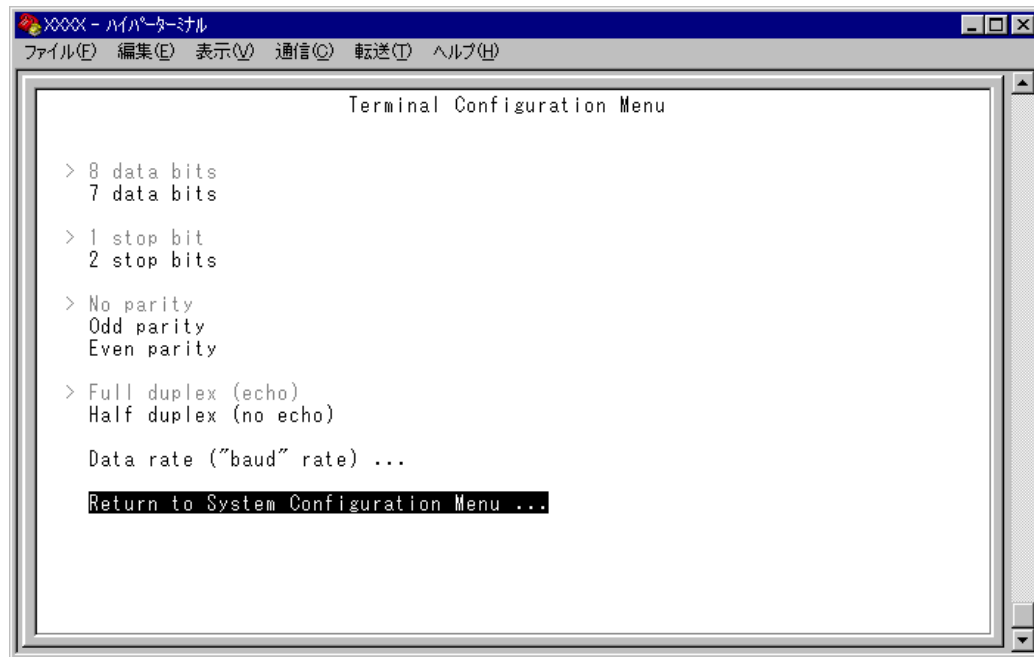 XXXX - ハイパーターミナル
ファイル(F) 編集(E) 表示(V) 通信(C) 転送(T) ヘルプ(H)
Terminal Configuration Menu
> 8 data bits
7 data bits
> 1 stop bit
2 stop bits
> No parity
Odd parity
Even parity
> Full duplex (echo)
Half duplex (no echo)
Data rate ("baud" rate) ...
Return to System Configuration Menu ...